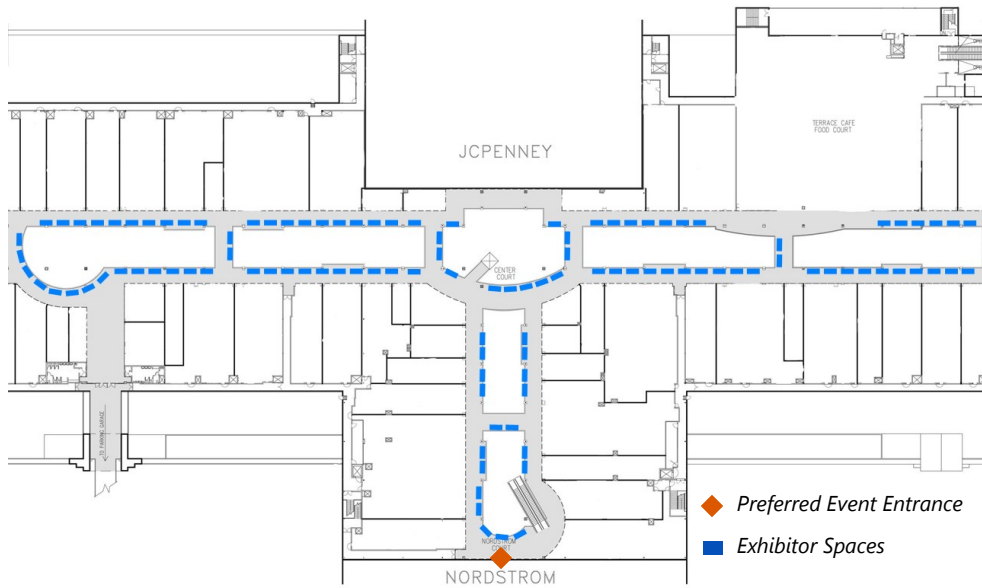 JCPENNEY
TERRACE CAFE
FOOD COURT
CENTER
COURT
TO PARKING GARAGE
NORDSTROM
COURT
NORDSTROM
Preferred Event Entrance
Exhibitor Spaces